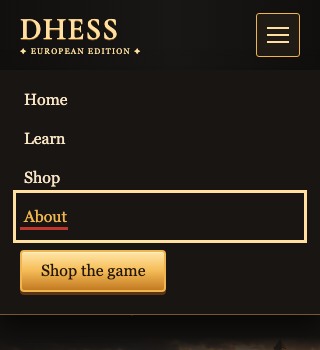 DHESS
✦ EUROPEAN EDITION ✦
Home
Learn
Shop
About
Shop the game